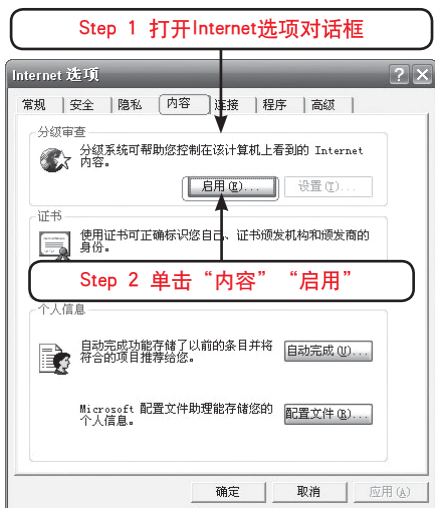 Step 1 打开Internet选项对话框
Internet 选项
常规 安全 隐私 内容 连接 程序 高级
分级审查
分级系统可帮助您控制在该计算机上看到的 Internet
内容。
启用(E)... 设置(T)...
证书
使用证书可正确标识您自己、证书颁发机构和颁发商的
身份。
Step 2 单击“内容” “启用”
个人信息
自动完成功能存储了以前的条目并将
符合的项目推荐给您。
自动完成(U)...
Microsoft 配置文件助理能存储您的
个人信息。
配置文件(R)...
确定 取消 应用(A)